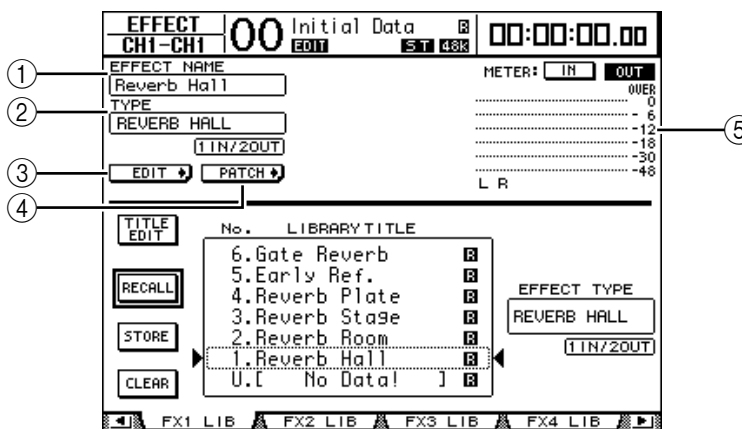 EFFECT
CH1-CH1
00 Initial Data R
EDIT ST 48K
00:00:00.00
EFFECT NAME
Reverb Hall
TYPE
REVERB HALL
1 IN/2OUT
EDIT PATCH
METER: IN OUT
OVER
0
- 6
-12
-18
-30
-48
L R
1
2
3
4
5
TITLE EDIT
RECALL
STORE
CLEAR
No. LIBRARY TITLE
6.Gate Reverb R
5.Early Ref. R
4.Reverb Plate R
3.Reverb Stage R
2.Reverb Room R
1.Reverb Hall R
U.[ No Data! ] R
EFFECT TYPE
REVERB HALL
1 IN/2OUT
FX1 LIB FX2 LIB FX3 LIB FX4 LIB